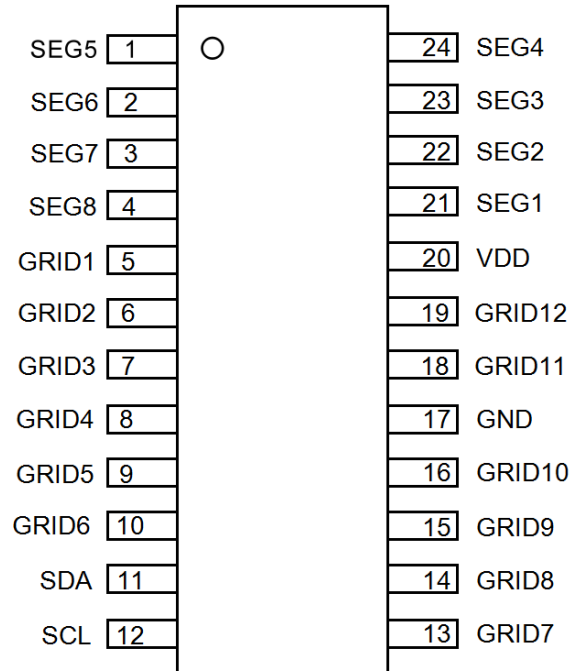 SEG5 1 24 SEG4
SEG6 2 23 SEG3
SEG7 3 22 SEG2
SEG8 4 21 SEG1
GRID1 5 20 VDD
GRID2 6 19 GRID12
GRID3 7 18 GRID11
GRID4 8 17 GND
GRID5 9 16 GRID10
GRID6 10 15 GRID9
SDA 11 14 GRID8
SCL 12 13 GRID7